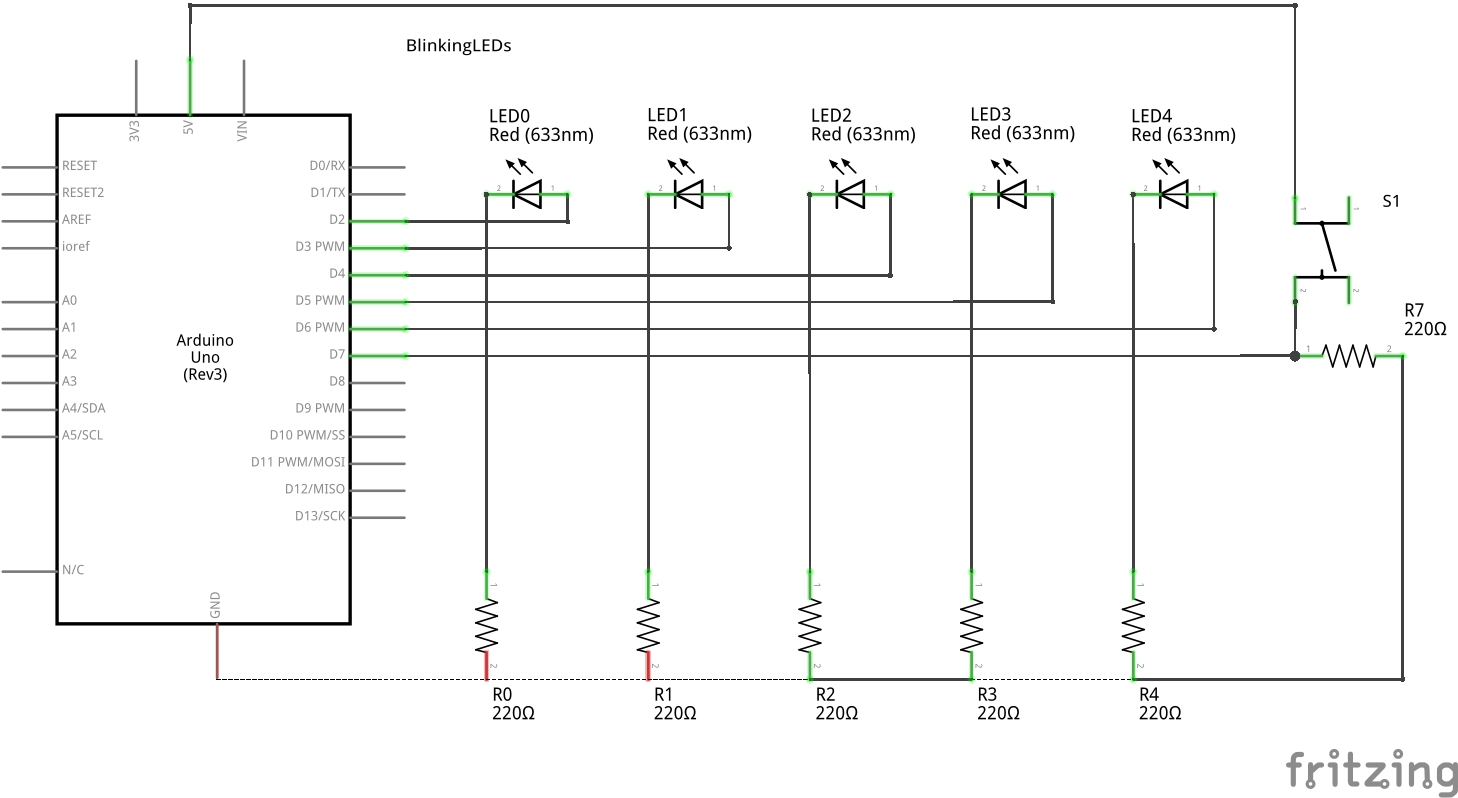 BlinkingLEDs
3V3
5V
VIN
RESET
RESET2
AREF
ioref
A0
A1
A2
A3
A4/SDA
A5/SCL
N/C
Arduino
Uno
(Rev3)
D0/RX
D1/TX
D2
D3 PWM
D4
D5 PWM
D6 PWM
D7
D8
D9 PWM
D10 PWM/SS
D11 PWM/MOSI
D12/MISO
D13/SCK
GND
LED0
Red (633nm)
2 1
LED1
Red (633nm)
2 1
LED2
Red (633nm)
2 1
LED3
Red (633nm)
2 1
LED4
Red (633nm)
2 1
1 1
S1
2 2
R7
220Ω
1 2
1
2
R0
220Ω
1
2
R1
220Ω
1
2
R2
220Ω
1
2
R3
220Ω
1
2
R4
220Ω
fritzing